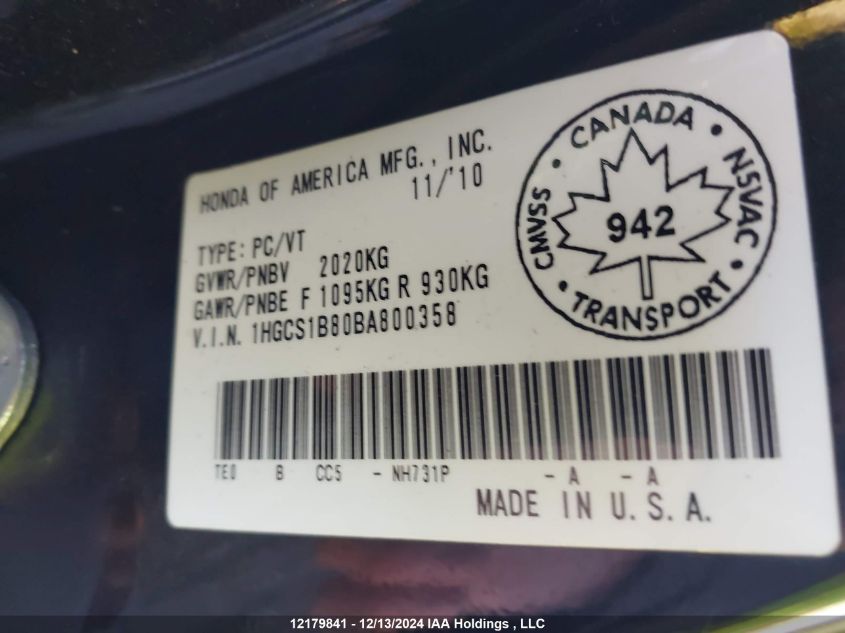 HONDA OF AMERICA MFG., INC.
11/'10
TYPE: PC/VT
GVWR/PNBV 2020KG
GAWR/PNBE F 1095KG R 930KG
V.I.N. 1HGCS1B80BA800358
CANADA
CMVSS
NSVAC
942
TRANSPORT
TE0 B CC5 - NH731P - A - A
MADE IN U.S.A.
12179841 - 12/13/2024 IAA Holdings , LLC